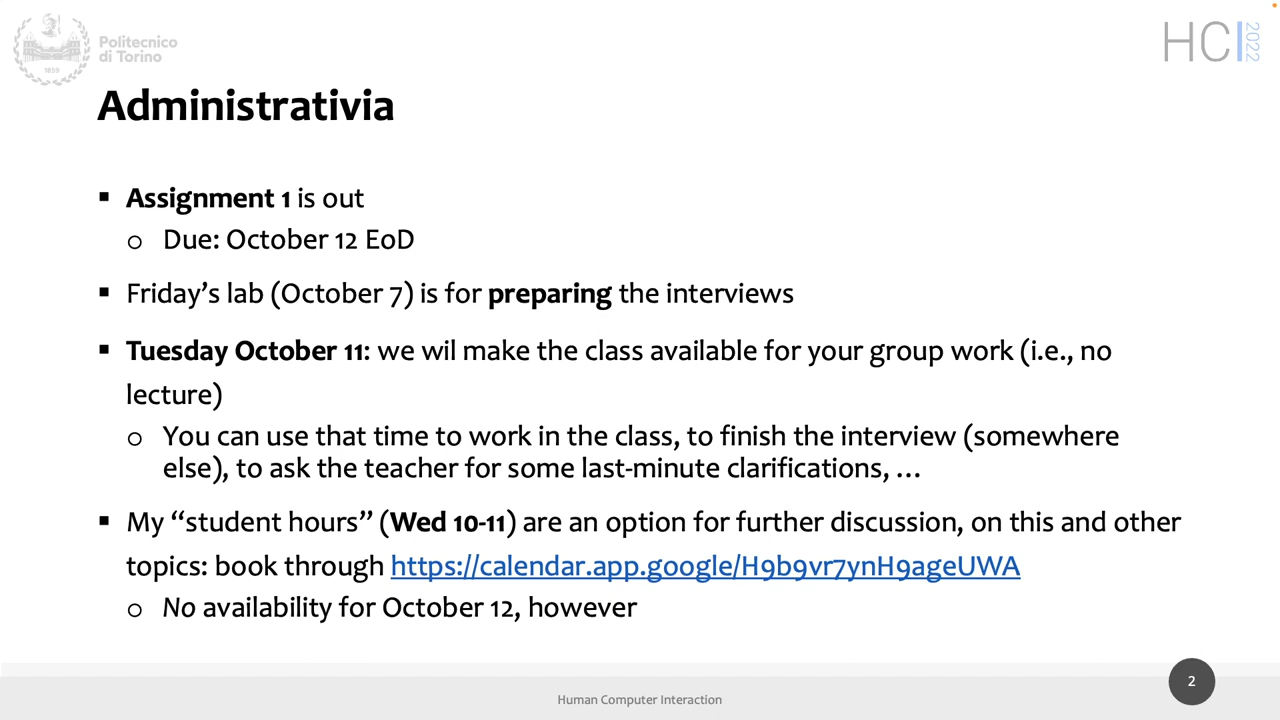 Politecnico
di Torino
1859
HCI 2022
Administrativia
▪ Assignment 1 is out
o Due: October 12 EoD
▪ Friday’s lab (October 7) is for preparing the interviews
▪ Tuesday October 11: we wil make the class available for your group work (i.e., no
lecture)
o You can use that time to work in the class, to finish the interview (somewhere
else), to ask the teacher for some last-minute clarifications, …
▪ My “student hours” (Wed 10-11) are an option for further discussion, on this and other
topics: book through https://calendar.app.google/H9b9vr7ynH9ageUWA
o No availability for October 12, however
Human Computer Interaction
2